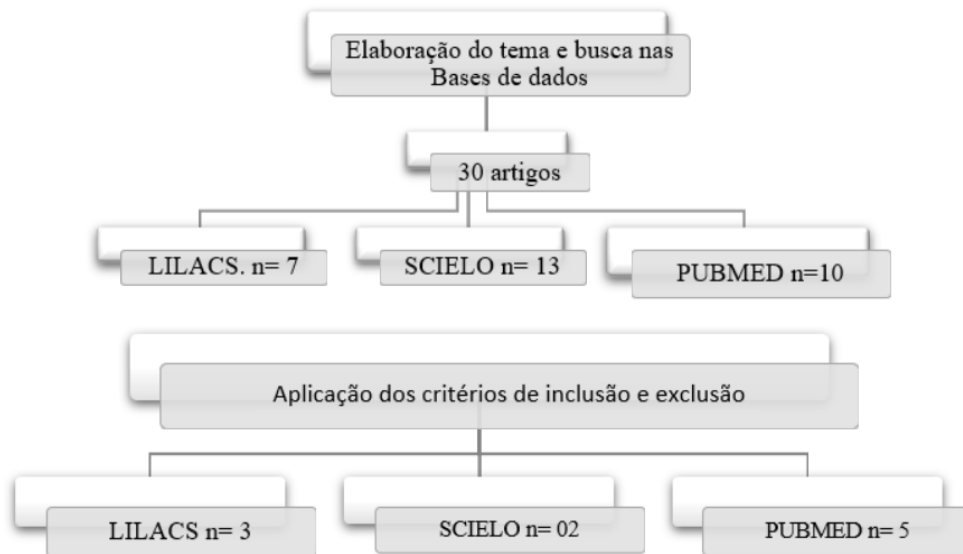 Elaboração do tema e busca nas
Bases de dados
30 artigos
LILACS. n= 7
SCIELO n= 13
PUBMED n=10
Aplicação dos critérios de inclusão e exclusão
LILACS n= 3
SCIELO n= 02
PUBMED n= 5